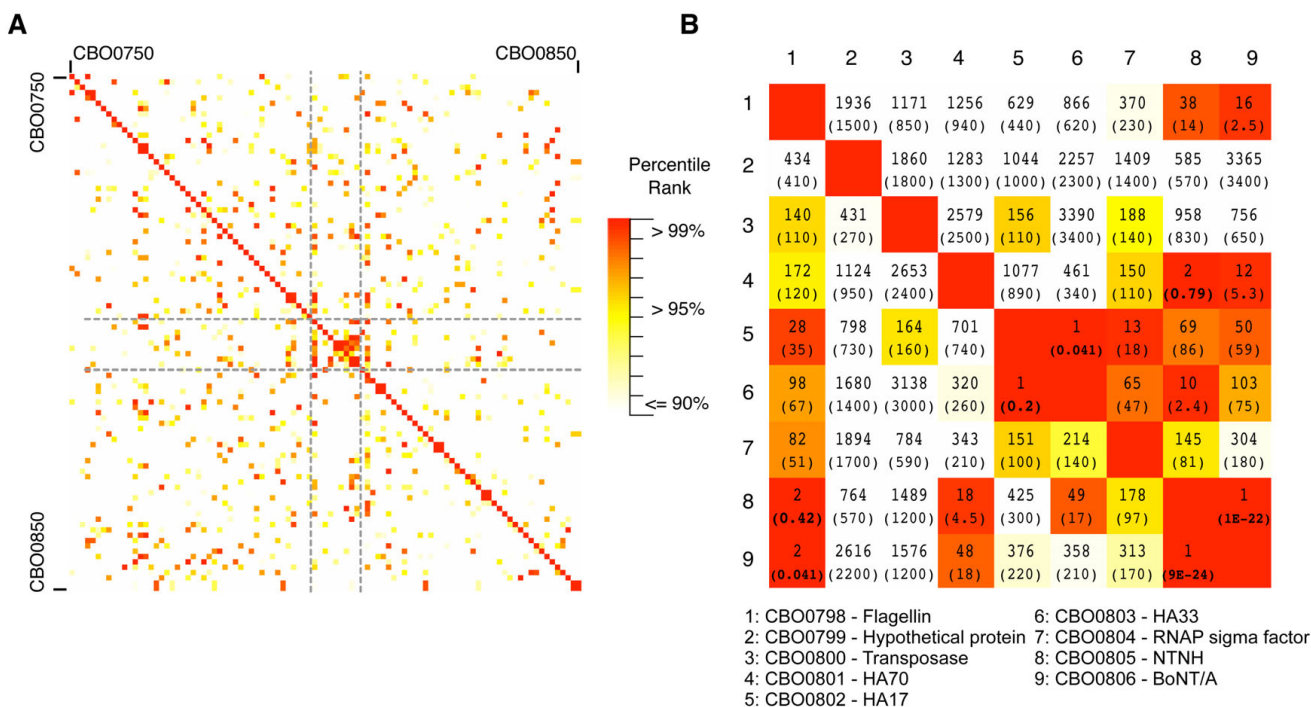 A
CBO0750
CBO0850
CBO0750
CBO0850
Percentile
Rank
> 99%
> 95%
<= 90%
B
1 2 3 4 5 6 7 8 9
1 1936 1171 1256 629 866 370 38 16
(1500) (850) (940) (440) (620) (230) (14) (2.5)
2 434 1860 1283 1044 2257 1409 585 3365
(410) (1800) (1300) (1000) (2300) (1400) (570) (3400)
3 140 431 2579 156 3390 188 958 756
(110) (270) (2500) (110) (3400) (140) (830) (650)
4 172 1124 2653 1077 461 150 2 12
(120) (950) (2400) (890) (340) (110) (0.79) (5.3)
5 28 798 164 701 1 13 69 50
(35) (730) (160) (740) (0.041) (18) (86) (59)
6 98 1680 3138 320 1 65 10 103
(67) (1400) (3000) (260) (0.2) (47) (2.4) (75)
7 82 1894 784 343 151 214 145 304
(51) (1700) (590) (210) (100) (140) (81) (180)
8 2 764 1489 18 425 49 178 1
(0.42) (570) (1200) (4.5) (300) (17) (97) (1E-22)
9 2 2616 1576 48 376 358 313 1
(0.041) (2200) (1200) (18) (220) (210) (170) (9E-24)
1: CBO0798 - Flagellin
2: CBO0799 - Hypothetical protein
3: CBO0800 - Transposase
4: CBO0801 - HA70
5: CBO0802 - HA17
6: CBO0803 - HA33
7: CBO0804 - RNAP sigma factor
8: CBO0805 - NTNH
9: CBO0806 - BoNT/A